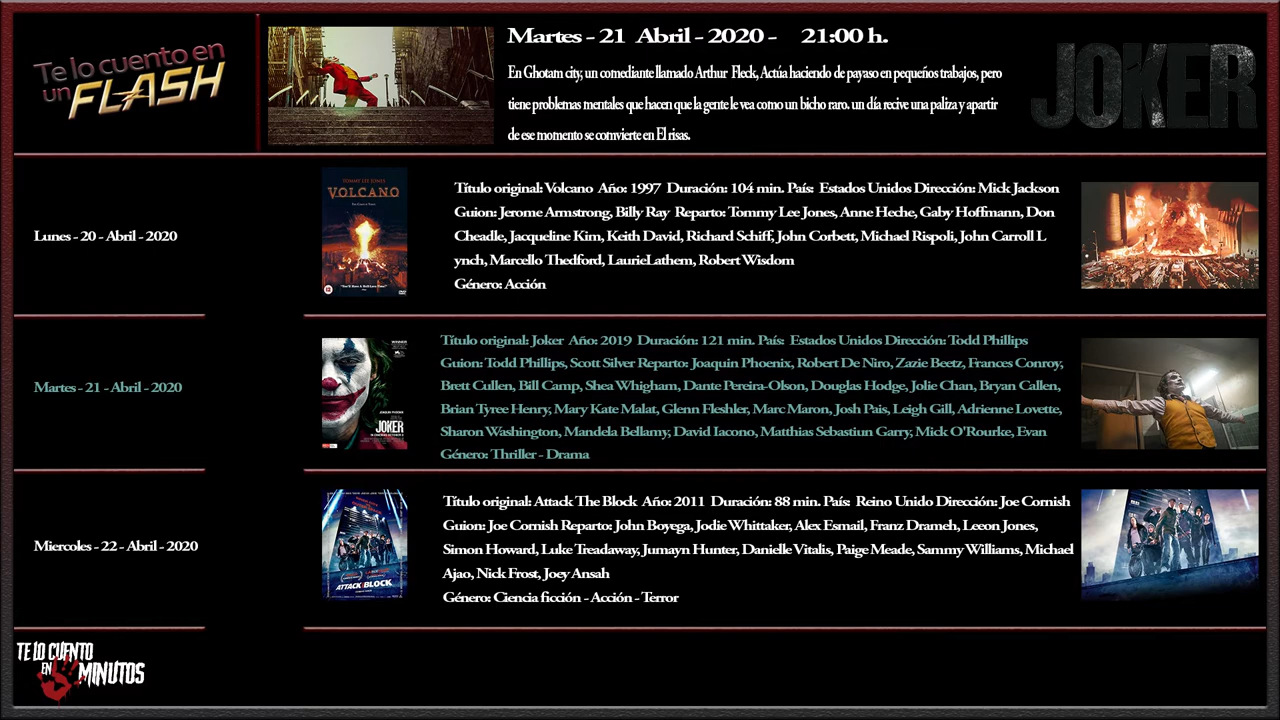 Te lo cuento en
un FLASH
Martes - 21 Abril - 2020 - 21:00 h.
En Ghotam city, un comediante llamado Arthur Fleck, Actúa haciendo de payaso en pequeños trabajos, pero
tiene problemas mentales que hacen que la gente le vea como un bicho raro. un día recive una paliza y apartir
de ese momento se comvierte en El risas.
JOKER
Lunes - 20 - Abril - 2020
TOMMY LEE JONES
VOLCANO
Título original: Volcano Año: 1997 Duración: 104 min. País Estados Unidos Dirección: Mick Jackson
Guion: Jerome Armstrong, Billy Ray Reparto: Tommy Lee Jones, Anne Heche, Gaby Hoffmann, Don
Cheadle, Jacqueline Kim, Keith David, Richard Schiff, John Corbett, Michael Rispoli, John Carroll L
ynch, Marcello Thedford, LaurieLathem, Robert Wisdom
Género: Acción
Martes - 21 - Abril - 2020
JOKER
Título original: Joker Año: 2019 Duración: 121 min. País: Estados Unidos Dirección: Todd Phillips
Guion: Todd Phillips, Scott Silver Reparto: Joaquin Phoenix, Robert De Niro, Zazie Beetz, Frances Conroy,
Brett Cullen, Bill Camp, Shea Whigham, Dante Pereira-Olson, Douglas Hodge, Jolie Chan, Bryan Callen,
Brian Tyree Henry, Mary Kate Malat, Glenn Fleshler, Marc Maron, Josh Pais, Leigh Gill, Adrienne Lovette,
Sharon Washington, Mandela Bellamy, David Iacono, Matthias Sebastiun Garry, Mick O'Rourke, Evan
Género: Thriller - Drama
Miercoles - 22 - Abril - 2020
ATTACK BLOCK
Título original: Attack The Block Año: 2011 Duración: 88 min. País Reino Unido Dirección: Joe Cornish
Guion: Joe Cornish Reparto: John Boyega, Jodie Whittaker, Alex Esmail, Franz Drameh, Leeon Jones,
Simon Howard, Luke Treadaway, Jumayn Hunter, Danielle Vitalis, Paige Meade, Sammy Williams, Michael
Ajao, Nick Frost, Joey Ansah
Género: Ciencia ficción - Acción - Terror
TE LO CUENTO
EN MINUTOS